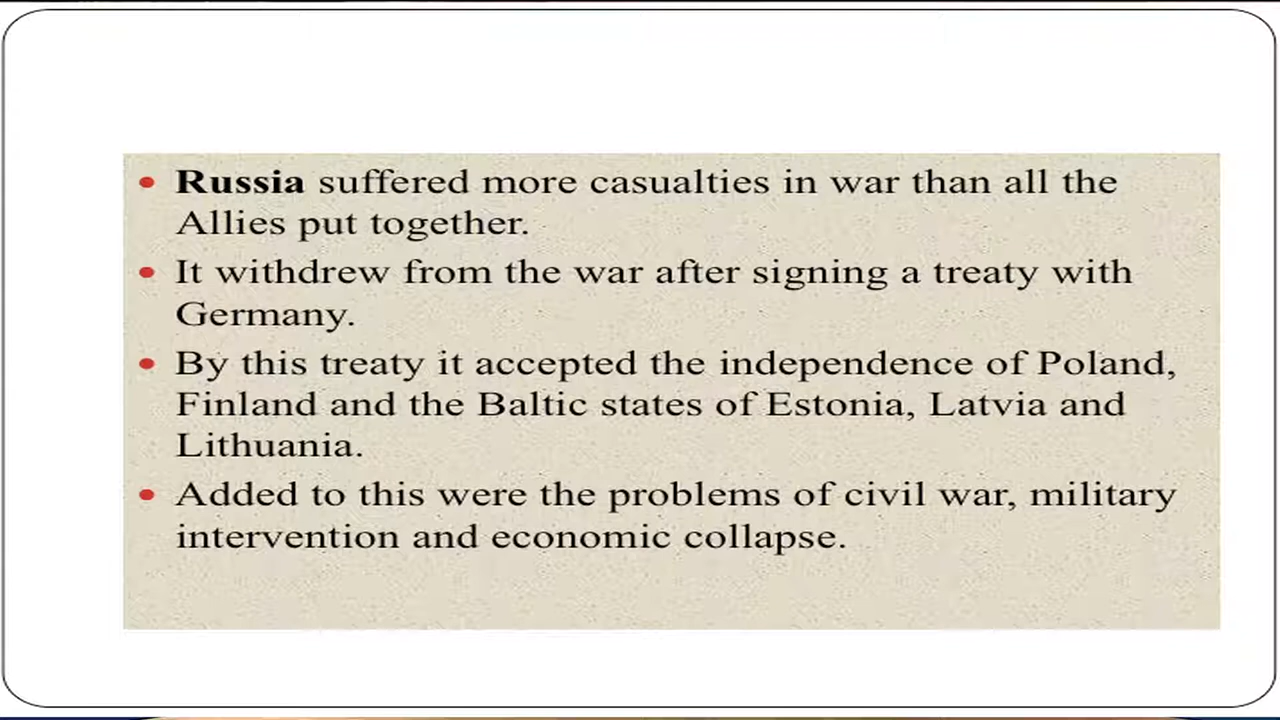 • Russia suffered more casualties in war than all the
Allies put together.
• It withdrew from the war after signing a treaty with
Germany.
• By this treaty it accepted the independence of Poland,
Finland and the Baltic states of Estonia, Latvia and
Lithuania.
• Added to this were the problems of civil war, military
intervention and economic collapse.